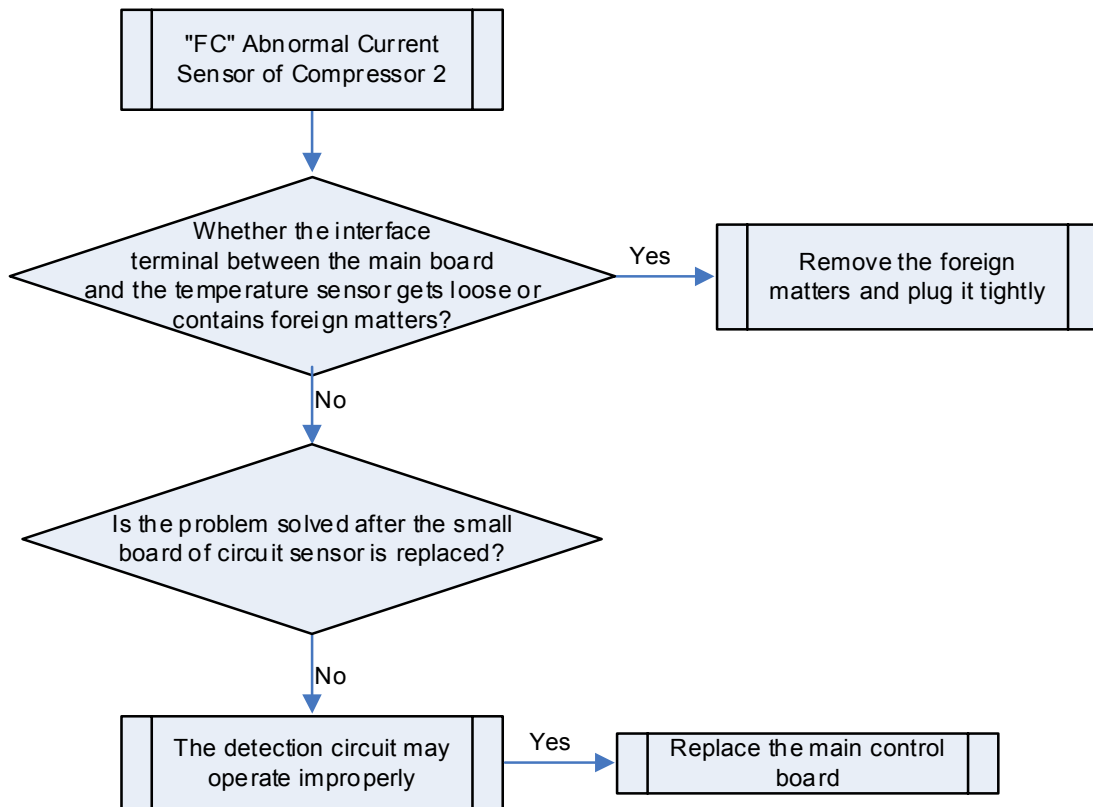 "FC" Abnormal Current
Sensor of Compressor 2
Whether the interface
terminal between the main board
and the temperature sensor gets loose or
contains foreign matters?
Yes
Remove the foreign
matters and plug it tightly
No
Is the problem solved after the small
board of circuit sensor is replaced?
No
The detection circuit may
operate improperly
Yes
Replace the main control
board